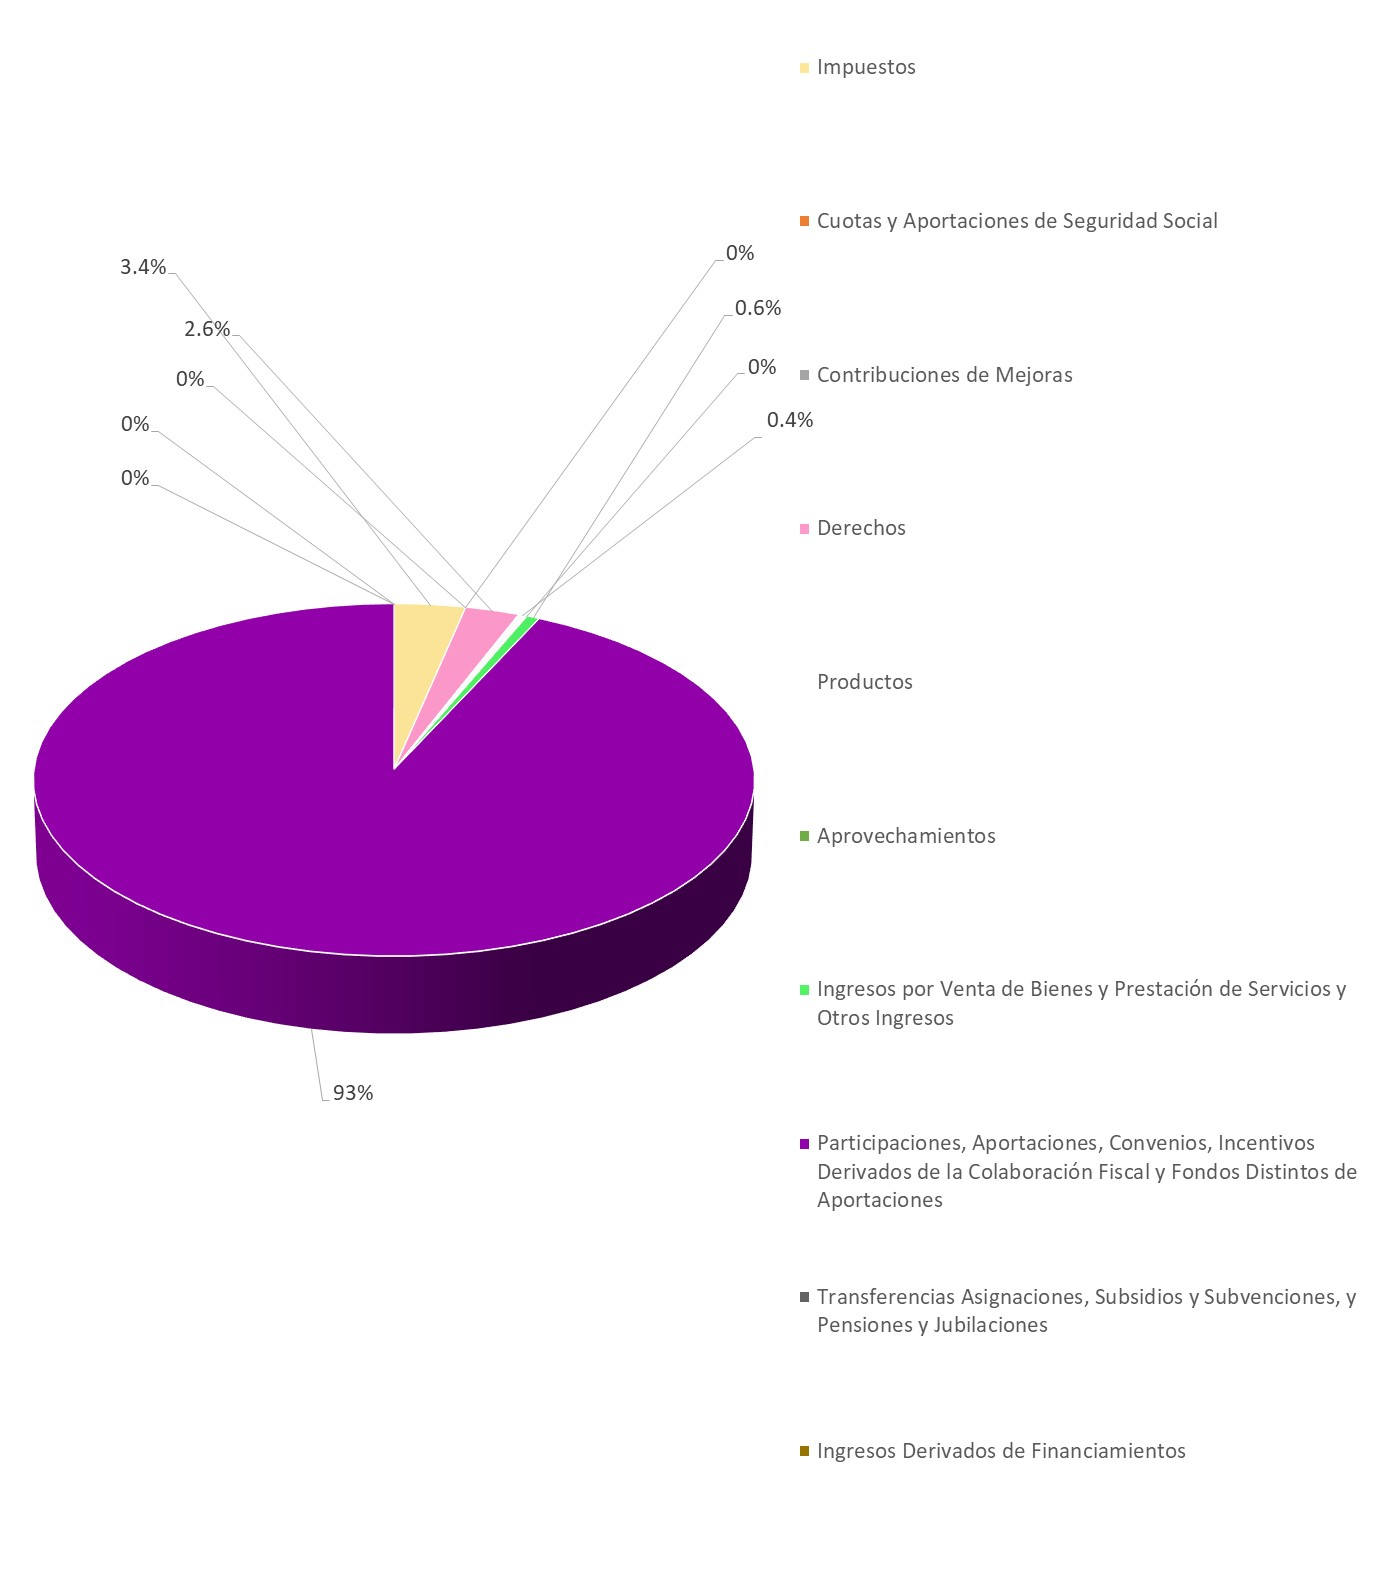 Impuestos
Cuotas y Aportaciones de Seguridad Social
0%
3.4%
0.6%
2.6%
0%
Contribuciones de Mejoras
0%
0.4%
0%
0%
Derechos
Productos
Aprovechamientos
Ingresos por Venta de Bienes y Prestación de Servicios y
Otros Ingresos
93%
Participaciones, Aportaciones, Convenios, Incentivos
Derivados de la Colaboración Fiscal y Fondos Distintos de
Aportaciones
Transferencias Asignaciones, Subsidios y Subvenciones, y
Pensiones y Jubilaciones
Ingresos Derivados de Financiamientos